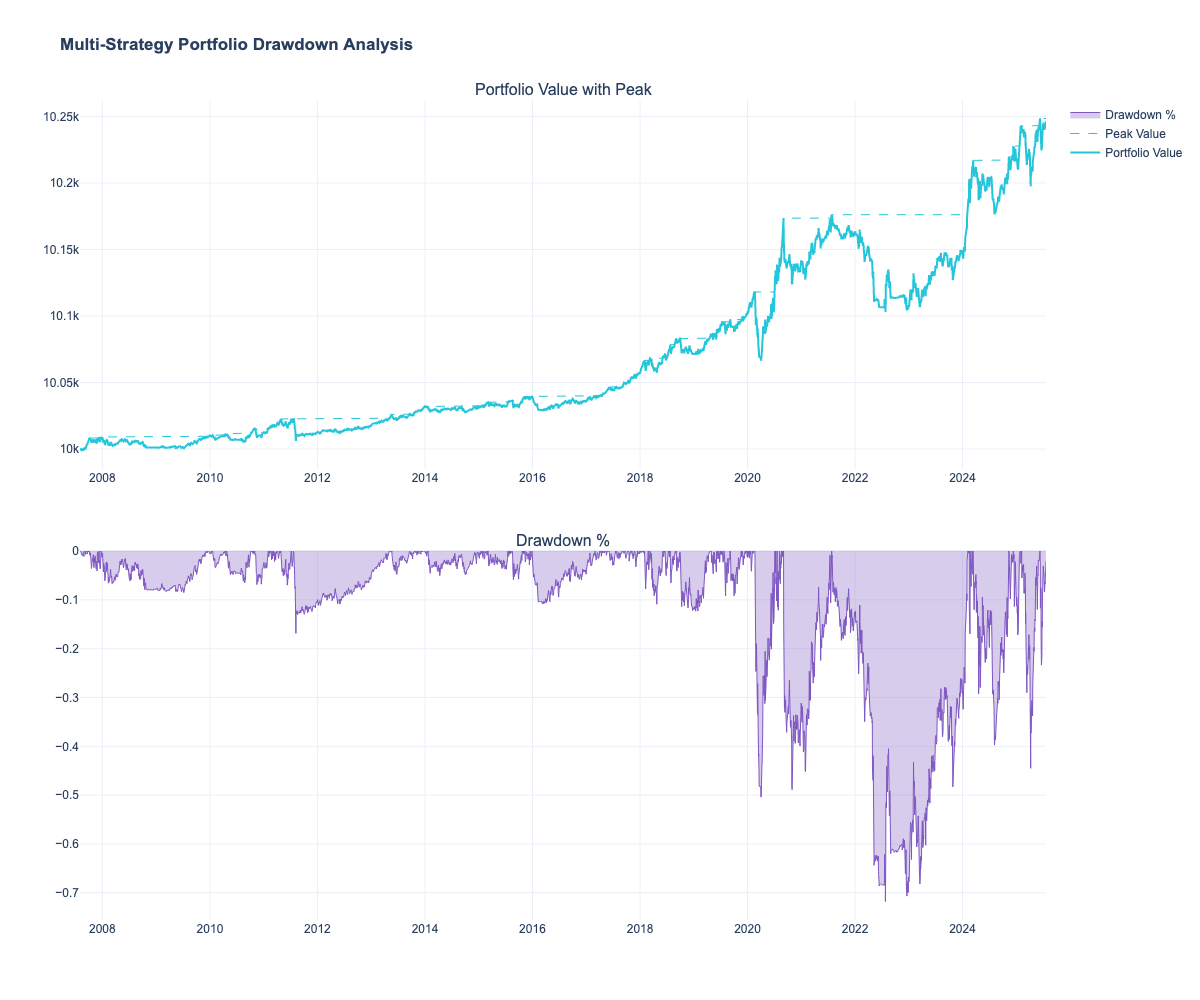 Multi-Strategy Portfolio Drawdown Analysis
Portfolio Value with Peak
10.25k
10.2k
10.15k
10.1k
10.05k
10k
2008 2010 2012 2014 2016 2018 2020 2022 2024
Drawdown %
Peak Value
Portfolio Value
Drawdown %
0
−0.1
−0.2
−0.3
−0.4
−0.5
−0.6
−0.7
2008 2010 2012 2014 2016 2018 2020 2022 2024